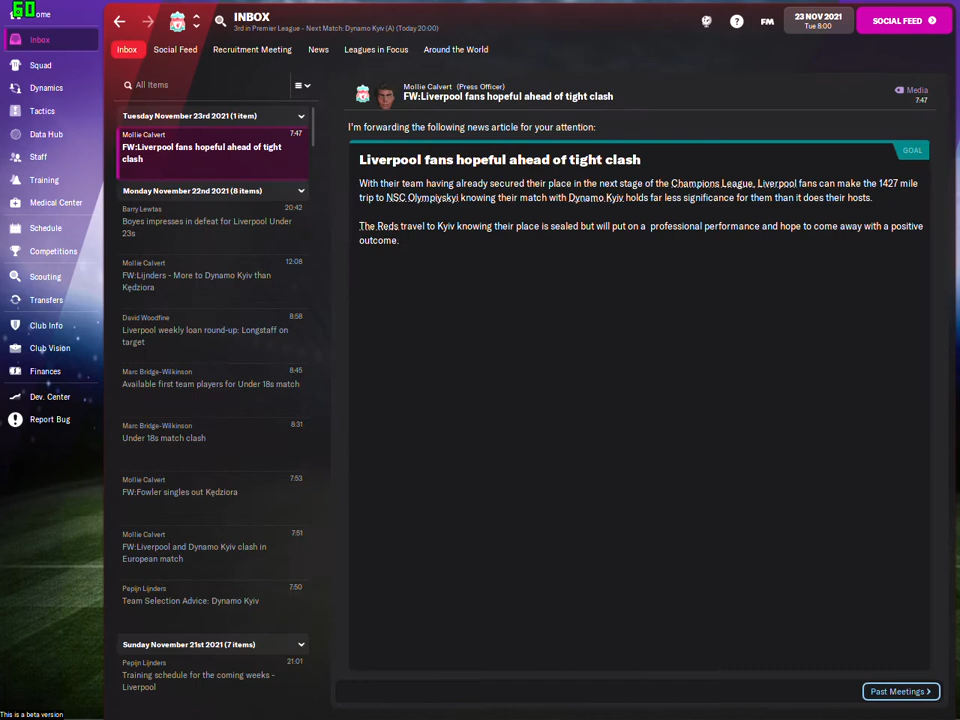 60
ome
Inbox
Squad
Dynamics
Tactics
Data Hub
Staff
Training
Medical Center
Schedule
Competitions
Scouting
Transfers
Club Info
Club Vision
Finances
Dev. Center
Report Bug
This is a beta version
INBOX
3rd in Premier League - Next Match: Dynamo Kyiv (A) (Today 20:00)
FM
23 NOV 2021
Tue 8:00
SOCIAL FEED
Inbox
Social Feed
Recruitment Meeting
News
Leagues in Focus
Around the World
All Items
Tuesday November 23rd 2021 (1 item)
Mollie Calvert 7:47
FW:Liverpool fans hopeful ahead of tight
clash
Monday November 22nd 2021 (8 items)
Barry Lewtas 20:42
Boyes impresses in defeat for Liverpool Under
23s
Mollie Calvert 12:08
FW:Lijnders - More to Dynamo Kyiv than
Kędziora
David Woodfine 8:58
Liverpool weekly loan round-up: Longstaff on
target
Marc Bridge-Wilkinson 8:45
Available first team players for Under 18s match
Marc Bridge-Wilkinson 8:31
Under 18s match clash
Mollie Calvert 7:53
FW:Fowler singles out Kędziora
Mollie Calvert 7:51
FW:Liverpool and Dynamo Kyiv clash in
European match
Pepijn Lijnders 7:50
Team Selection Advice: Dynamo Kyiv
Sunday November 21st 2021 (7 items)
Pepijn Lijnders 21:01
Training schedule for the coming weeks -
Liverpool
Mollie Calvert (Press Officer)
FW:Liverpool fans hopeful ahead of tight clash
Media
7:47
I'm forwarding the following news article for your attention:
GOAL
Liverpool fans hopeful ahead of tight clash
With their team having already secured their place in the next stage of the Champions League, Liverpool fans can make the 1427 mile
trip to NSC Olympiyskyi knowing their match with Dynamo Kyiv holds far less significance for them than it does their hosts.
The Reds travel to Kyiv knowing their place is sealed but will put on a professional performance and hope to come away with a positive
outcome.
Past Meetings